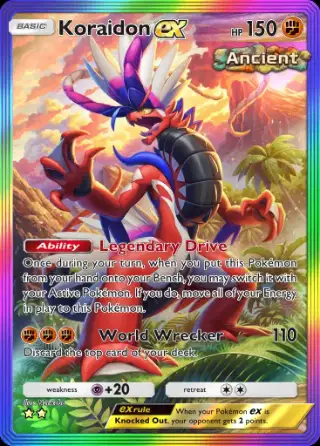 BASIC Koraidon ex HP 150
Ancient
Ability Legendary Drive
Once during your turn, when you put this Pokémon
from your hand onto your Bench, you may switch it with
your Active Pokémon. If you do, move all of your Energy
in play to this Pokémon.
World Wrecker 110
Discard the top card of your deck.
weakness +20 retreat
ex rule When your Pokémon ex is
Knocked Out, your opponent gets 2 points.